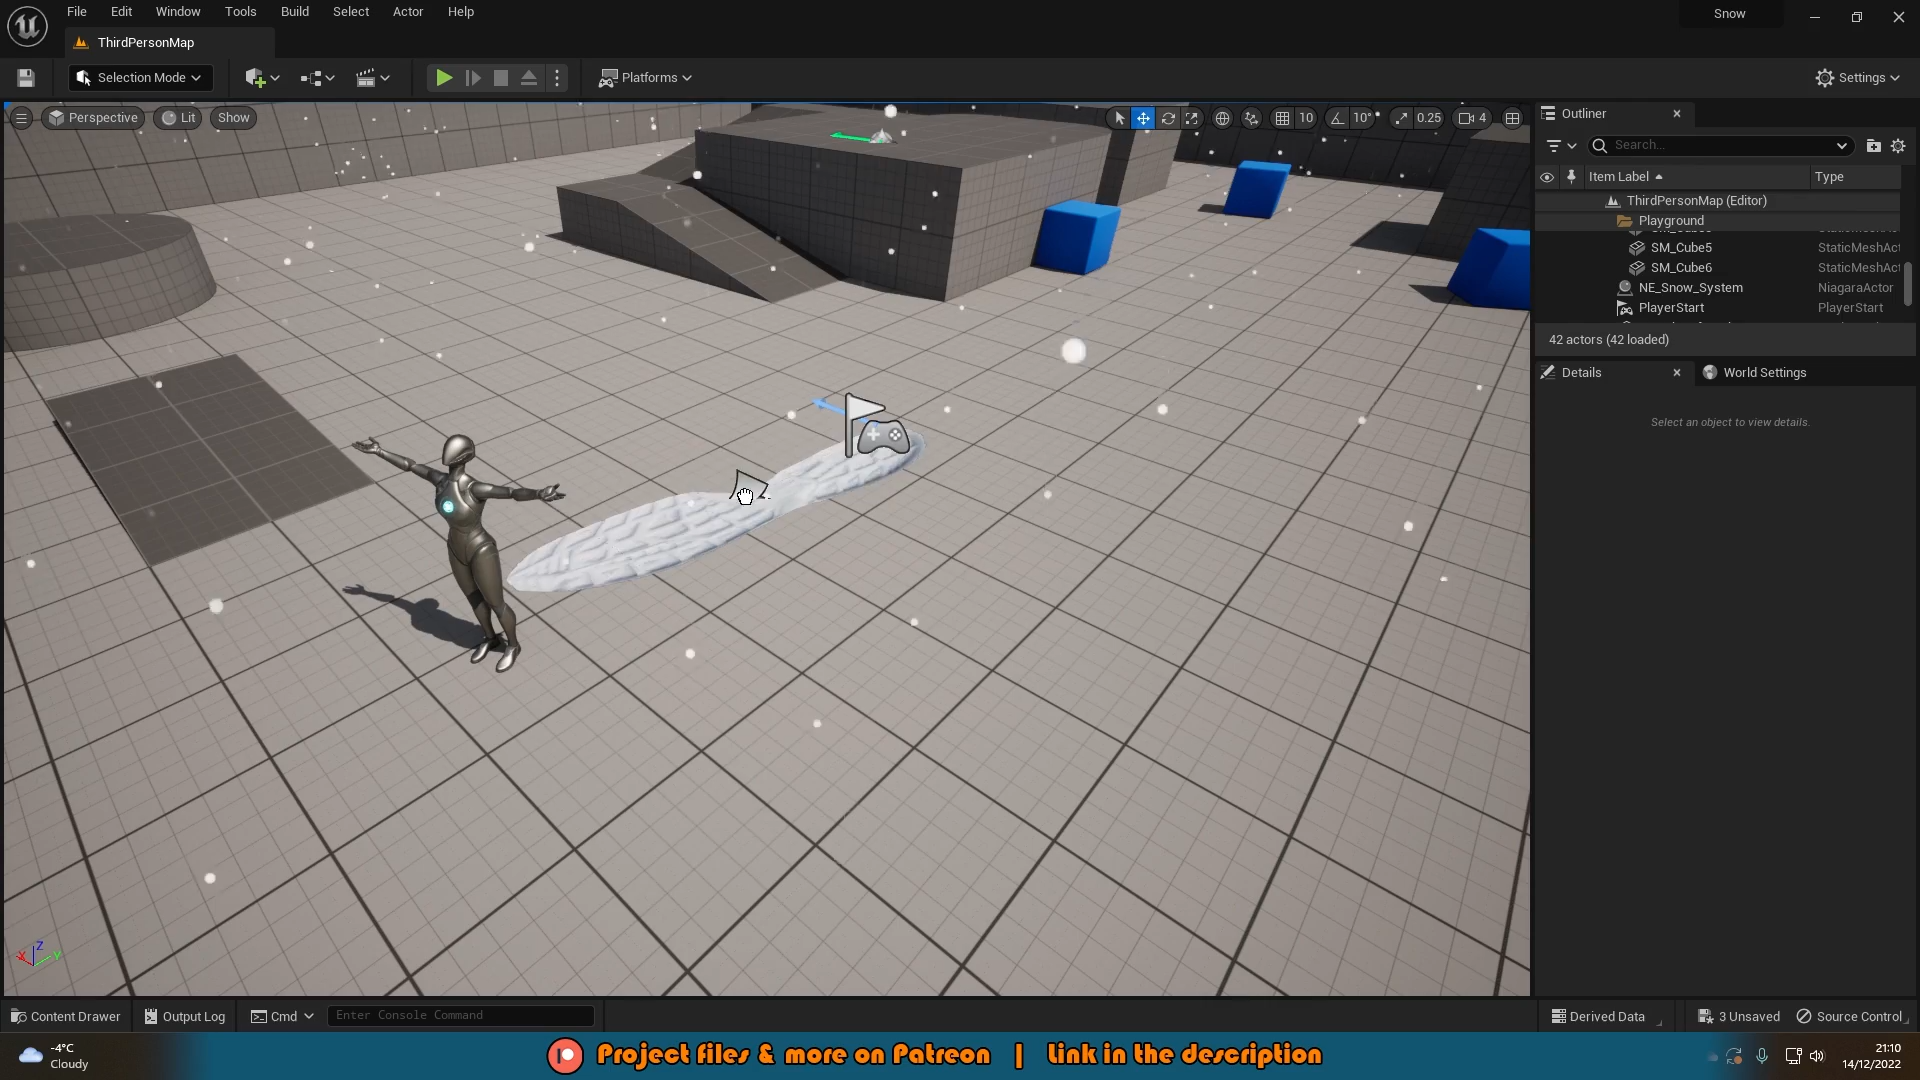 File Edit Window Tools Build Select Actor Help
Snow
ThirdPersonMap
Selection Mode
Platforms
Settings
Perspective Lit Show
10 10° 0.25 4
Outliner
Search...
Item Label Type
ThirdPersonMap (Editor)
Playground
SM_Cube5 StaticMeshAct
SM_Cube6 StaticMeshAct
NE_Snow_System NiagaraActor
PlayerStart PlayerStart
42 actors (42 loaded)
Details World Settings
Select an object to view details.
X Z Y
Content Drawer Output Log Cmd Enter Console Command Derived Data 3 Unsaved Source Control
-4°C
Cloudy
Project files & more on Patreon | Link in the description
21:10
14/12/2022